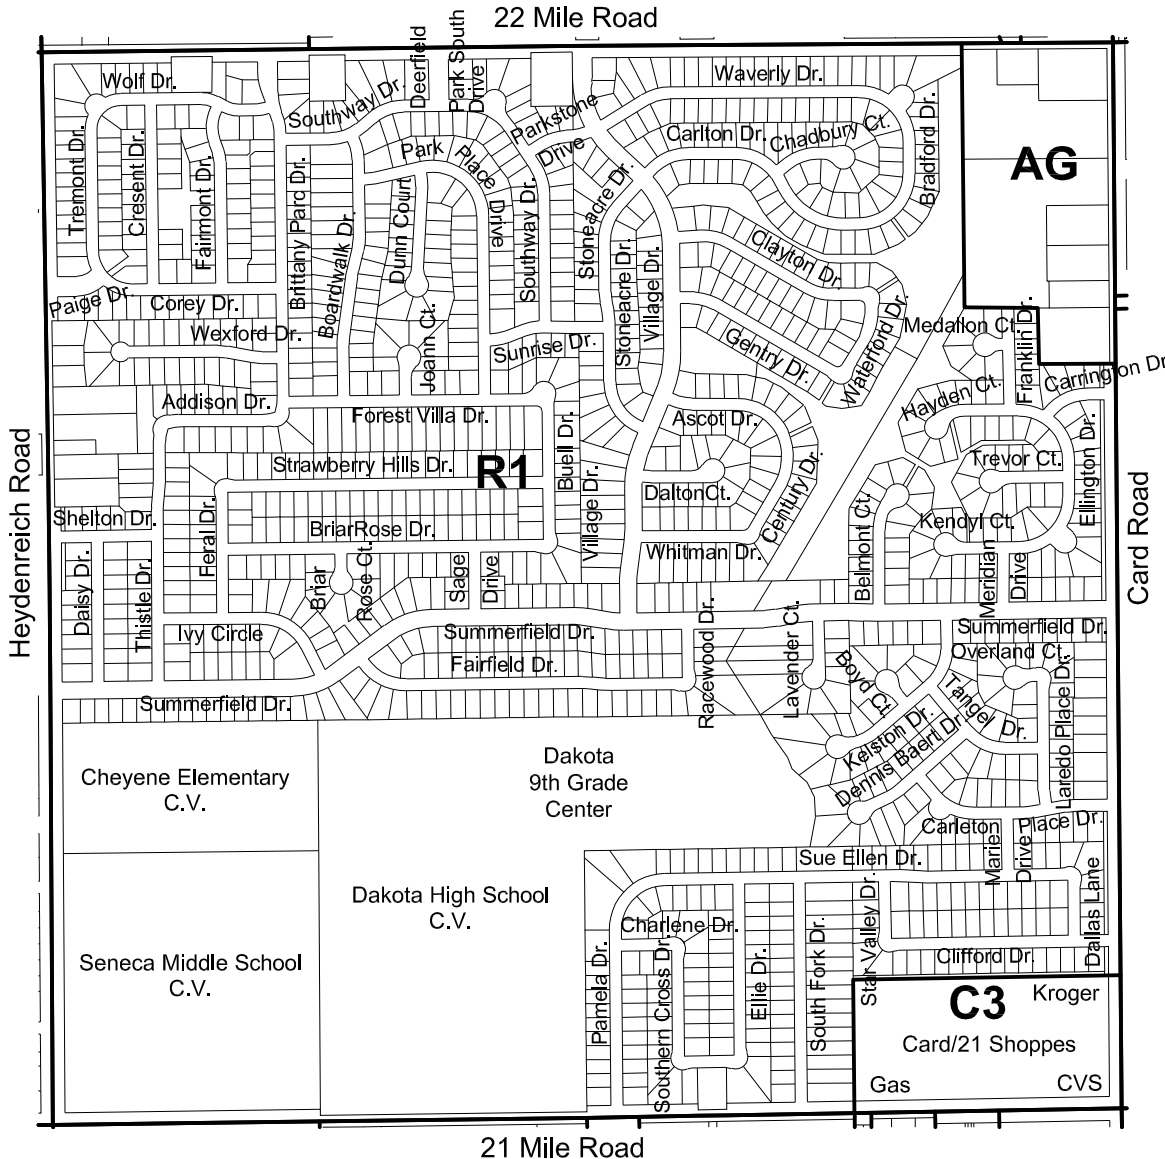 22 Mile Road
Wolf Dr.
Southway Dr.
Deerfield
Park South
Drive
Parkstone
Drive
Waverly Dr.
Carlton Dr.
Chadbury Ct.
Bradford Dr.
AG
Tremont Dr.
Cresent Dr.
Fairmont Dr.
Brittany Pard Dr.
Boardwalk Dr.
Park
Place
Drive
Dunn Court
Southway Dr.
Stoneacre Dr.
Stoneacre Dr.
Village Dr.
Clayton Dr.
Gentry Dr.
Waterford Dr.
Medallon Ct.
Franklin Dr.
Carrington Dr
Paige Dr.
Corey Dr.
Wexford Dr.
Joann Ct.
Sunrise Dr.
Hayden Ct.
Addison Dr.
Forest Villa Dr.
Buell Dr.
Ascot Dr.
Trevor Ct.
Ellington Dr.
Strawberry Hills Dr.
R1
DaltonCt.
Century Dr.
Heydenreich Road
Card Road
Shelton Dr.
Feral Dr.
BriarRose Dr.
Village Dr.
Whitman Dr.
Belmont Ct.
Kendyl Ct.
Meridian
Drive
Daisy Dr.
Thistle Dr.
Briar
Rose Ct.
Sage
Drive
Ivy Circle
Summerfield Dr.
Fairfield Dr.
Racewood Dr.
Lavender Ct.
Summerfield Dr.
Overland Ct.
Boyd Ct.
Tangel Dr.
Laredo Place Dr.
Summerfield Dr.
Kelston Dr.
Dennis Baert Dr.
Cheyene Elementary
C.V.
Dakota
9th Grade
Center
Carleton
Place Dr.
Marie
Drive
Sue Ellen Dr.
Dakota High School
C.V.
Charlene Dr.
Star Valley Dr.
Dallas Lane
Seneca Middle School
C.V.
Pamela Dr.
Southern Cross Dr.
Ellie Dr.
South Fork Dr.
Clifford Dr.
C3
Kroger
Card/21 Shoppes
Gas
CVS
21 Mile Road